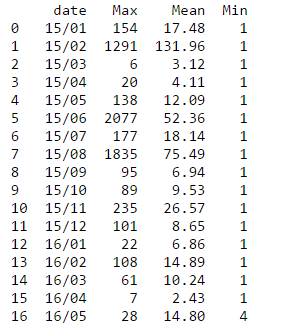 date Max Mean Min
0 15/01 154 17.48 1
1 15/02 1291 131.96 1
2 15/03 6 3.12 1
3 15/04 20 4.11 1
4 15/05 138 12.09 1
5 15/06 2077 52.36 1
6 15/07 177 18.14 1
7 15/08 1835 75.49 1
8 15/09 95 6.94 1
9 15/10 89 9.53 1
10 15/11 235 26.57 1
11 15/12 101 8.65 1
12 16/01 22 6.86 1
13 16/02 108 14.89 1
14 16/03 61 10.24 1
15 16/04 7 2.43 1
16 16/05 28 14.80 4